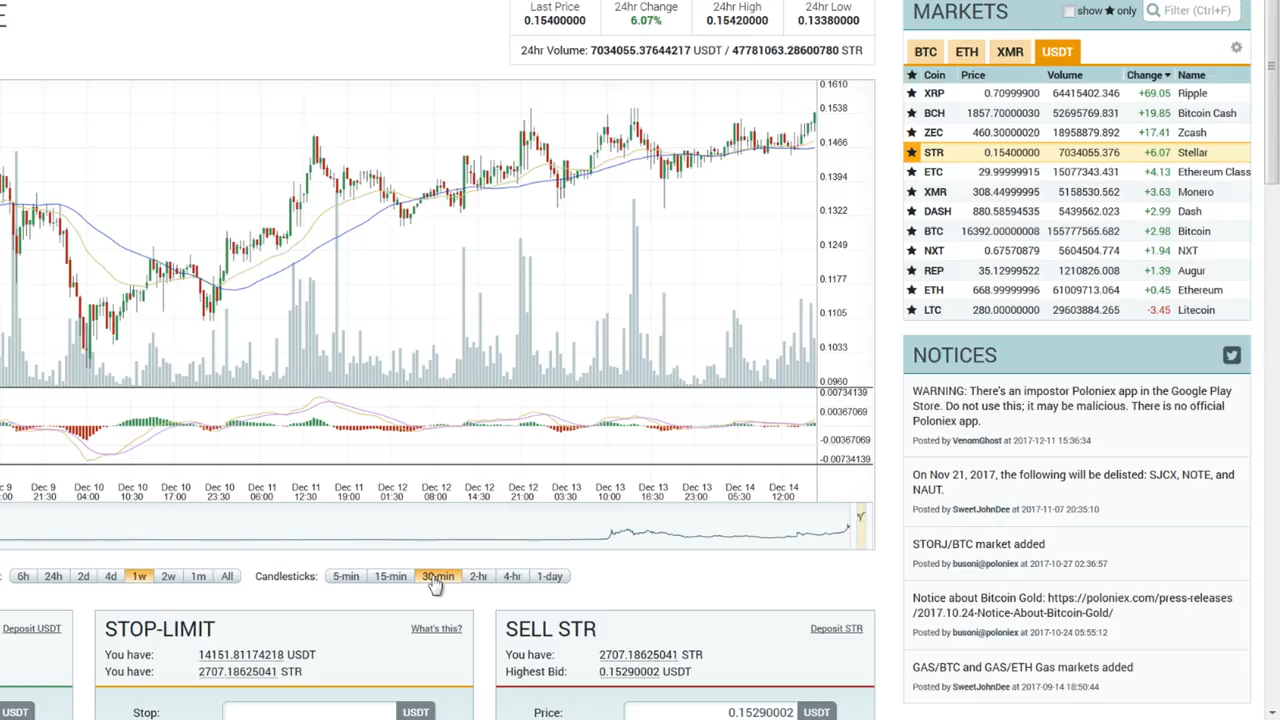 E
Last Price
0.15400000
24hr Change
6.07%
24hr High
0.15420000
24hr Low
0.13380000
24hr Volume: 7034055.37644217 USDT / 47781063.28600780 STR
0.1610
0.1538
0.1466
0.1394
0.1322
0.1249
0.1177
0.1105
0.1033
0.0960
0.00734139
0.00367069
-0.00367069
-0.00734139
Dec 9 Dec 9 Dec 10 Dec 10 Dec 10 Dec 10 Dec 11 Dec 11 Dec 11 Dec 12 Dec 12 Dec 12 Dec 12 Dec 13 Dec 13 Dec 13 Dec 13 Dec 14 Dec 14
:00 21:30 04:00 10:30 17:00 23:30 06:00 12:30 19:00 01:30 08:00 14:30 21:00 03:30 10:00 16:30 23:00 05:30 12:00
: 6h 24h 2d 4d 1w 2w 1m All Candlesticks: 5-min 15-min 30-min 2-hr 4-hr 1-day
Deposit USDT
USDT
STOP-LIMIT What's this?
You have: 14151.81174218 USDT
You have: 2707.18625041 STR
Stop: USDT
SELL STR Deposit STR
You have: 2707.18625041 STR
Highest Bid: 0.15290002 USDT
Price: 0.15290002 USDT
MARKETS show ★ only Filter (Ctrl+F)
BTC ETH XMR USDT
★ Coin Price Volume Change Name
★ XRP 0.70999900 64415402.346 +69.05 Ripple
★ BCH 1857.70000030 52695769.831 +19.85 Bitcoin Cash
★ ZEC 460.30000020 18958879.892 +17.41 Zcash
★ STR 0.15400000 7034055.376 +6.07 Stellar
★ ETC 29.99999915 15077343.431 +4.13 Ethereum Class
★ XMR 308.44999995 5158530.562 +3.63 Monero
★ DASH 880.58594535 5439562.023 +2.99 Dash
★ BTC 16392.00000008 155777565.682 +2.98 Bitcoin
★ NXT 0.67570879 5604504.774 +1.94 NXT
★ REP 35.12999522 1210826.008 +1.39 Augur
★ ETH 668.99999996 61009713.064 +0.45 Ethereum
★ LTC 280.00000000 29603884.265 -3.45 Litecoin
NOTICES
WARNING: There's an impostor Poloniex app in the Google Play
Store. Do not use this; it may be malicious. There is no official
Poloniex app.
Posted by VenomGhost at 2017-12-11 15:36:34
On Nov 21, 2017, the following will be delisted: SJCX, NOTE, and
NAUT.
Posted by SweetJohnDee at 2017-11-07 20:35:10
STORJ/BTC market added
Posted by busoni@poloniex at 2017-10-27 02:36:57
Notice about Bitcoin Gold: https://poloniex.com/press-releases
/2017.10.24-Notice-About-Bitcoin-Gold/
Posted by busoni@poloniex at 2017-10-24 05:55:12
GAS/BTC and GAS/ETH Gas markets added
Posted by SweetJohnDee at 2017-09-14 18:50:44